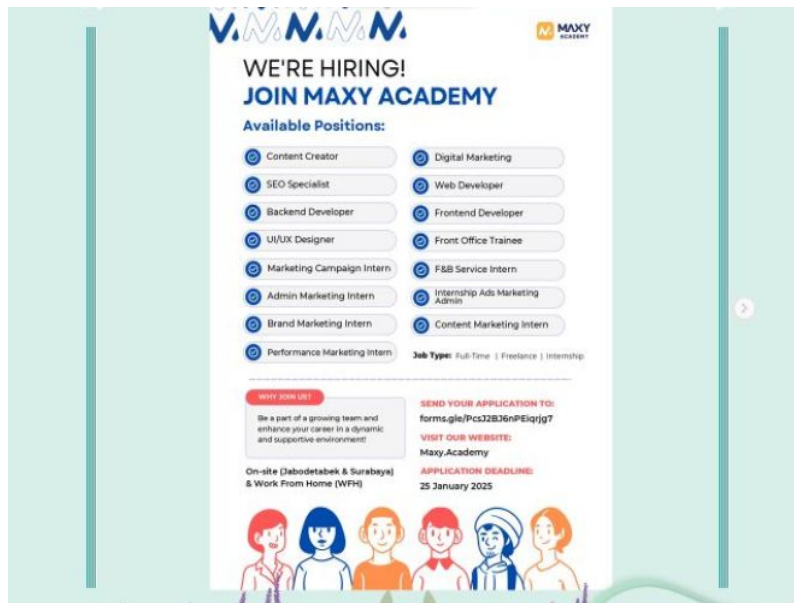 MAXY
ACADEMY
WE'RE HIRING!
JOIN MAXY ACADEMY
Available Positions:
Content Creator
SEO Specialist
Backend Developer
UI/UX Designer
Marketing Campaign Intern
Admin Marketing Intern
Brand Marketing Intern
Performance Marketing Intern
Digital Marketing
Web Developer
Frontend Developer
Front Office Trainee
F&B Service Intern
Internship Ads Marketing
Admin
Content Marketing Intern
Job Type: Full-Time | Freelance | Internship
WHY JOIN US?
Be a part of a growing team and
enhance your career in a dynamic
and supportive environment!
On-site (Jabodetabek & Surabaya)
& Work From Home (WFH)
SEND YOUR APPLICATION TO:
forms.gle/PcsJ2BJ6nPEiqrjg7
VISIT OUR WEBSITE:
Maxy.Academy
APPLICATION DEADLINE:
25 January 2025